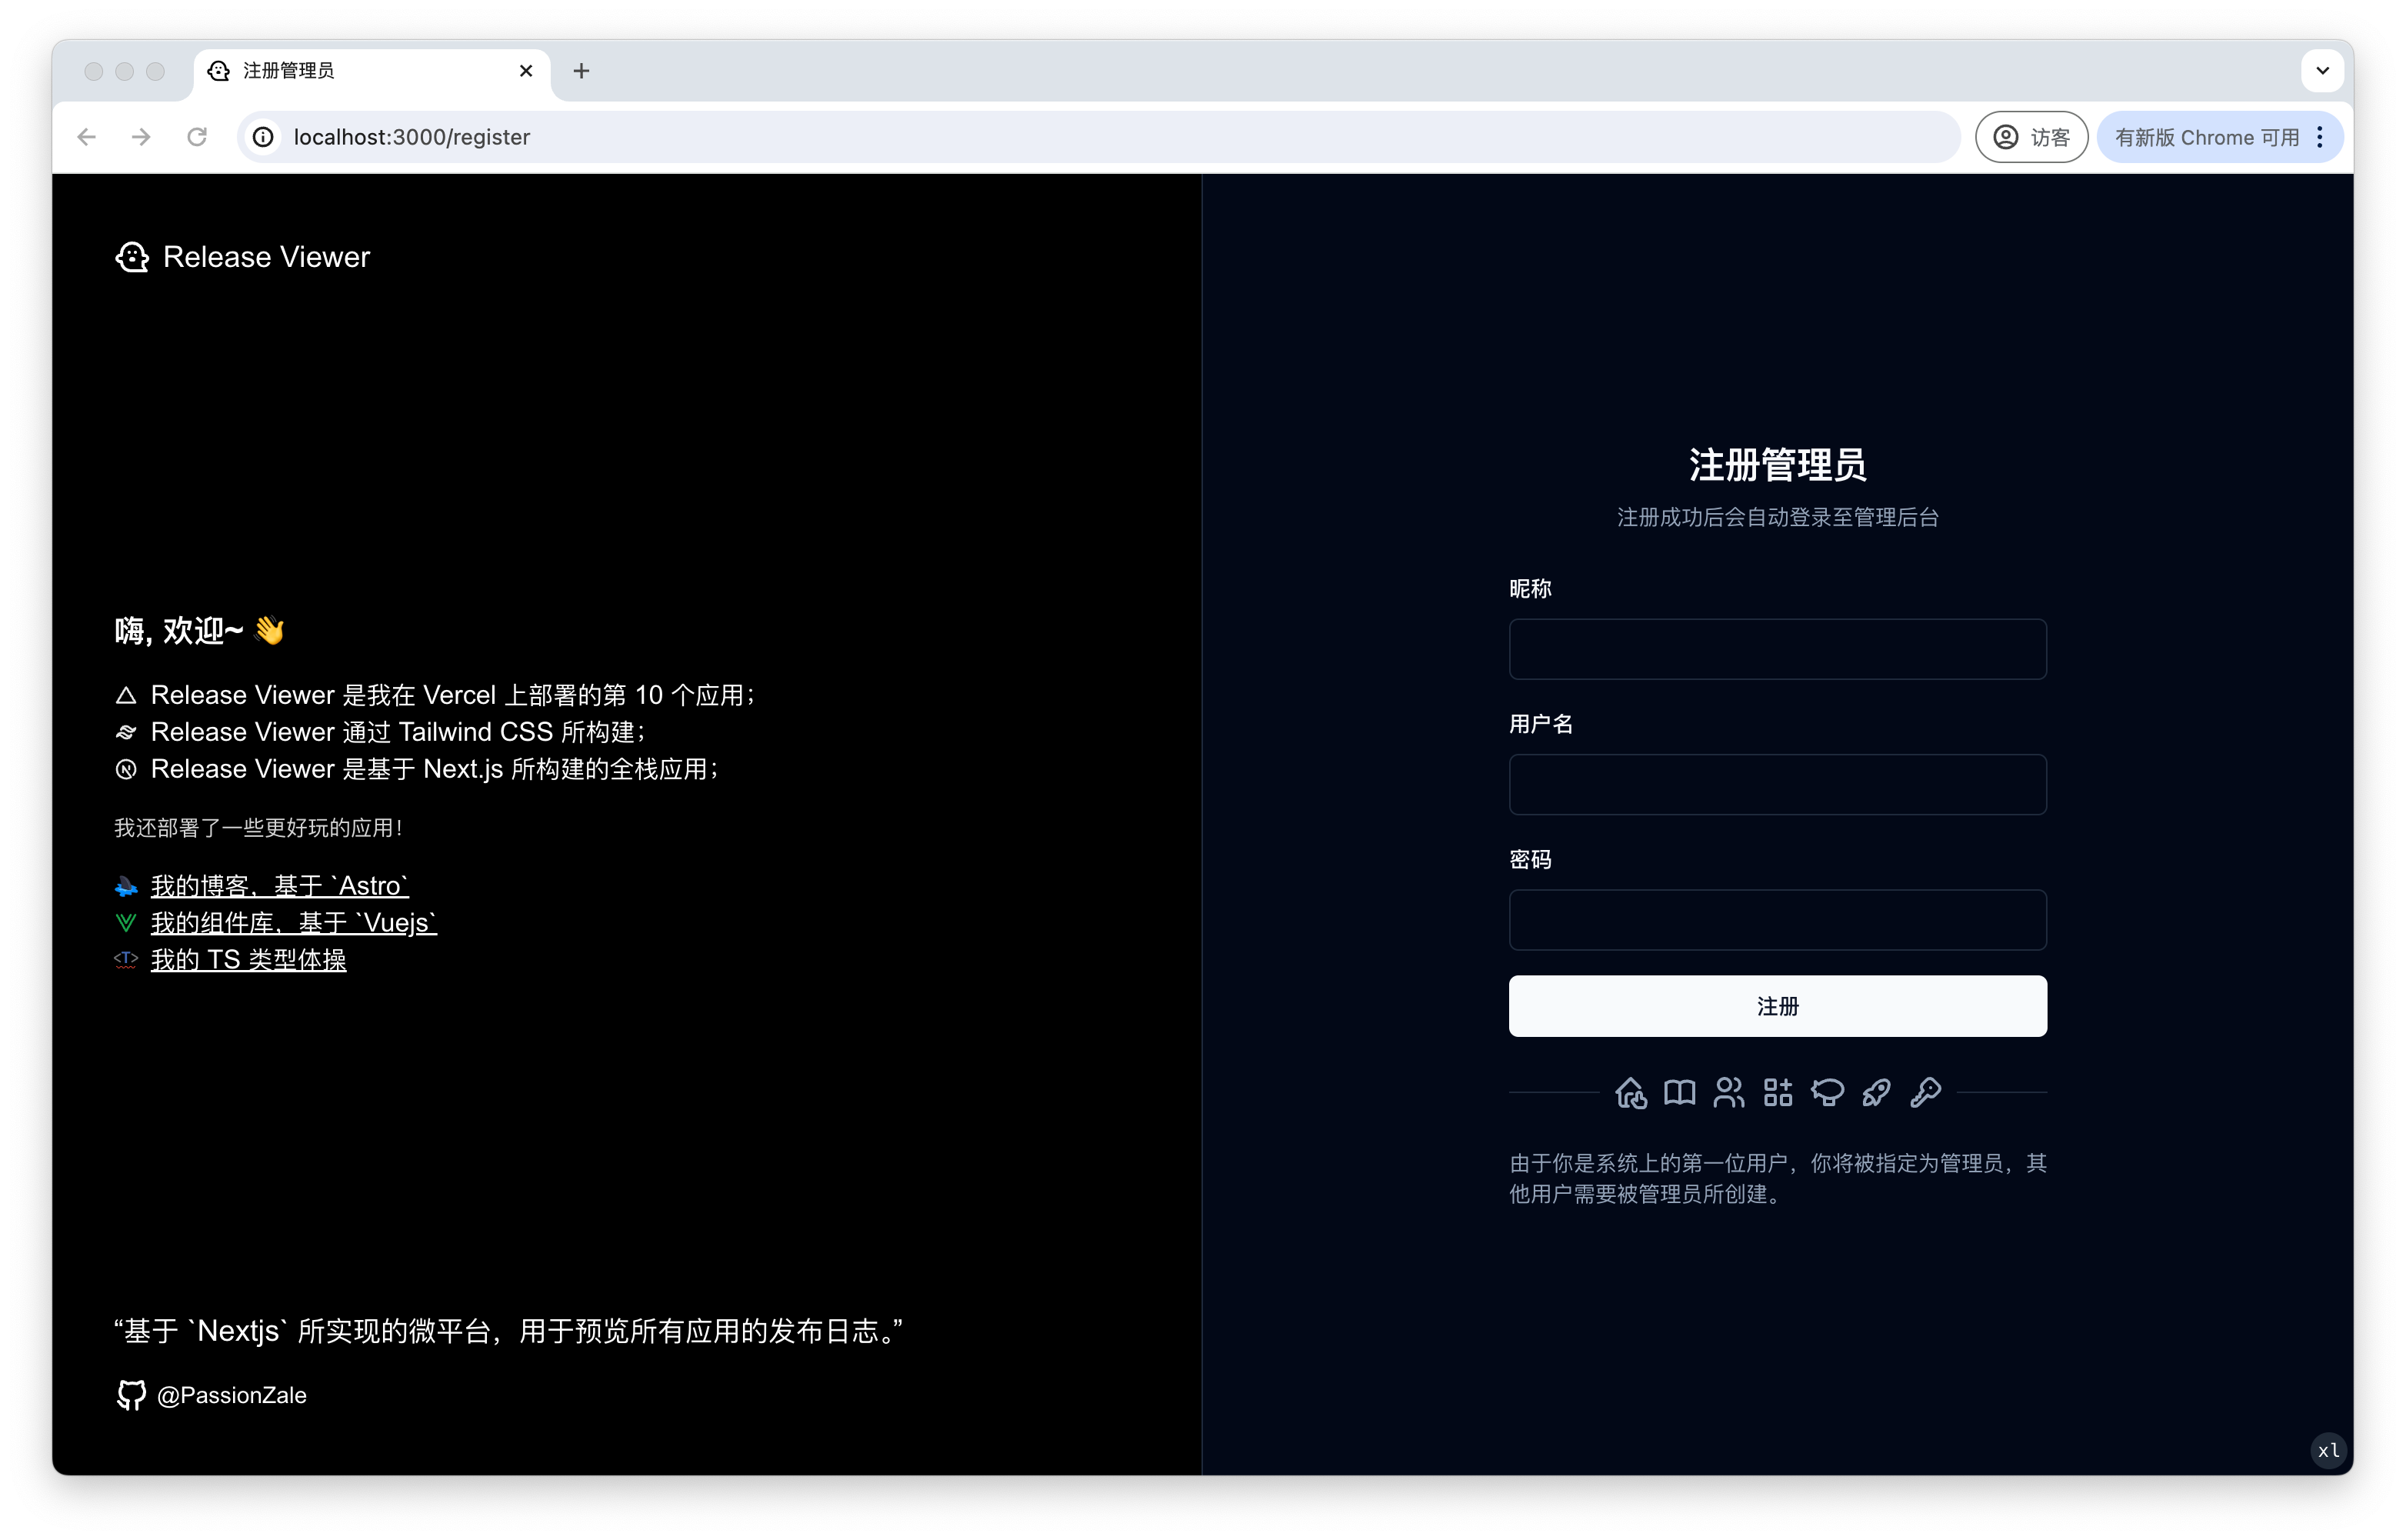 注册管理员
localhost:3000/register
访客
有新版 Chrome 可用
Release Viewer
嗨, 欢迎~ 👋
Release Viewer 是我在 Vercel 上部署的第 10 个应用；
Release Viewer 通过 Tailwind CSS 所构建；
Release Viewer 是基于 Next.js 所构建的全栈应用；
我还部署了一些更好玩的应用！
我的博客，基于 `Astro`
我的组件库，基于 `Vuejs`
我的 TS 类型体操
“基于 `Nextjs` 所实现的微平台，用于预览所有应用的发布日志。”
@PassionZale
注册管理员
注册成功后会自动登录至管理后台
昵称
用户名
密码
注册
由于你是系统上的第一位用户，你将被指定为管理员，其
他用户需要被管理员所创建。
xl